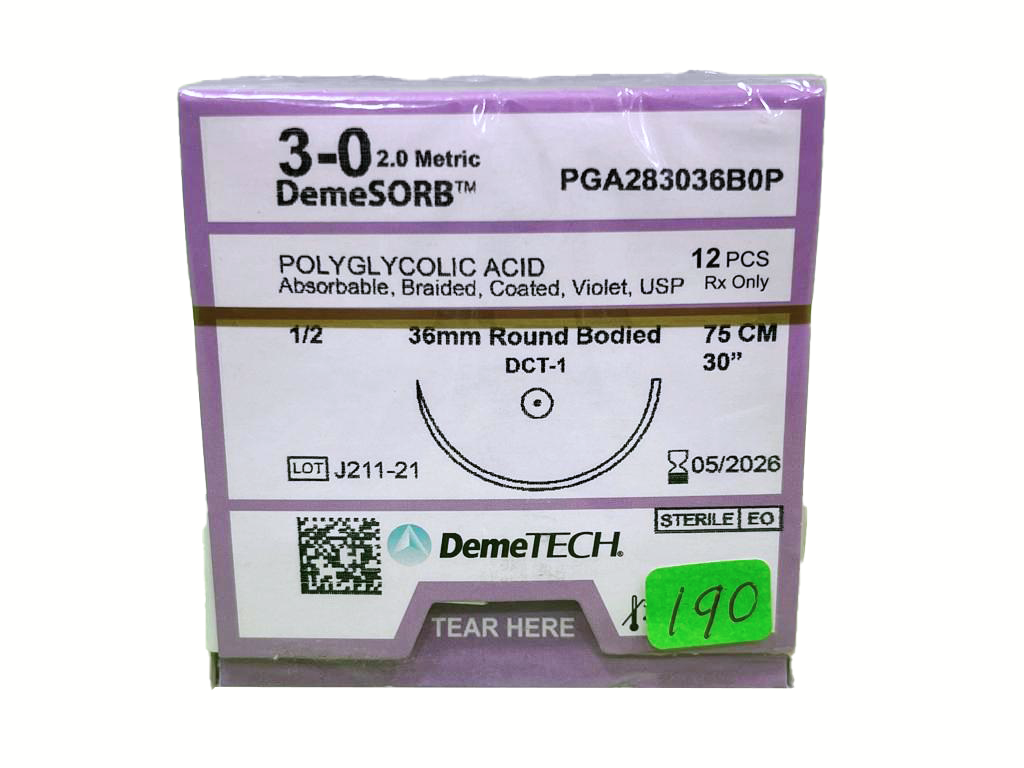 3-0 2.0 Metric
DemeSORB™
PGA283036B0P
POLYGLYCOLIC ACID
12 PCS
Absorbable, Braided, Coated, Violet, USP
Rx Only
1/2
36mm Round Bodied
75 CM
DCT-1
30”
LOT J211-21
05/2026
STERILE EO
DemeTECH®
190
TEAR HERE